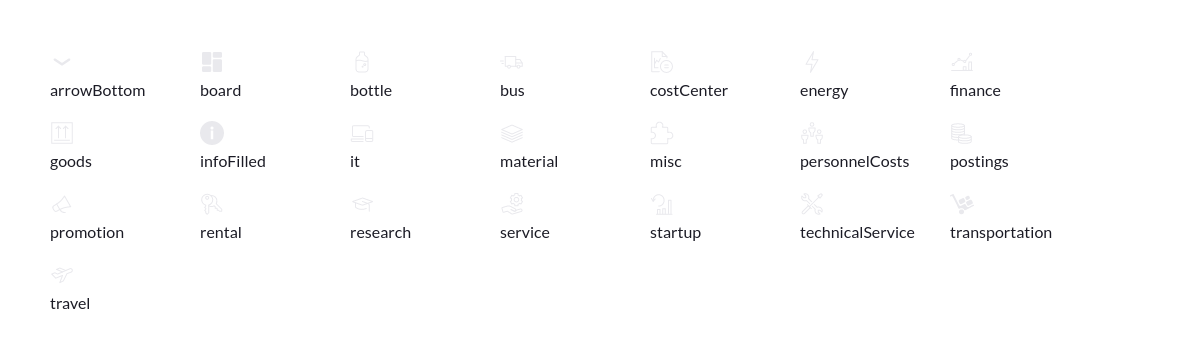 arrowBottom board bottle bus costCenter energy finance
goods infoFilled it material misc personnelCosts postings
promotion rental research service startup technicalService transportation
travel